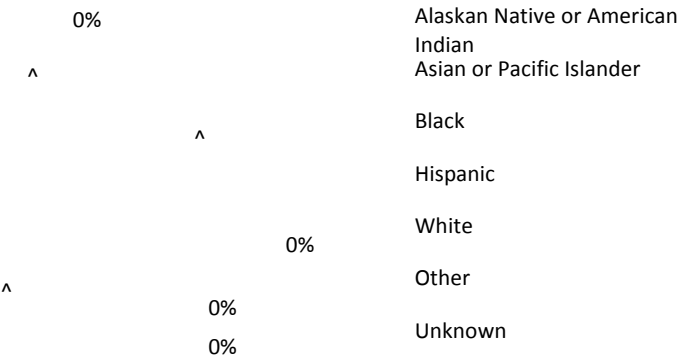 0%
Alaskan Native or American
Indian
^
Asian or Pacific Islander
Black
^
Hispanic
White
0%
Other
^
0%
Unknown
0%